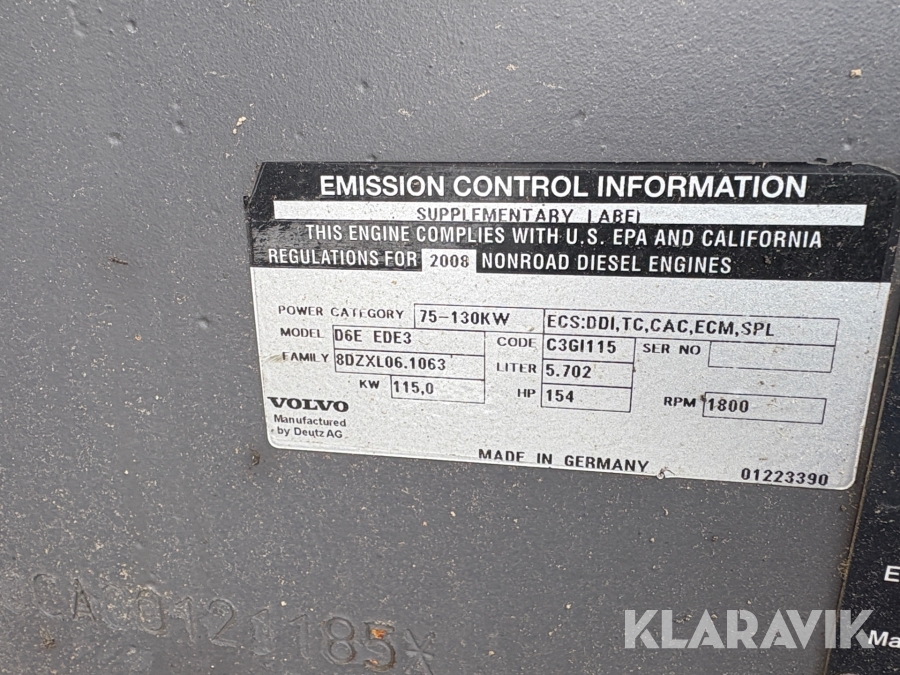 EMISSION CONTROL INFORMATION
SUPPLEMENTARY LABEL
THIS ENGINE COMPLIES WITH U.S. EPA AND CALIFORNIA
REGULATIONS FOR 2008 NONROAD DIESEL ENGINES
POWER CATEGORY 75-130KW ECS:DDI,TC,CAC,ECM,SPL
MODEL D6E EDE3 CODE C3GI115 SER NO
FAMILY 8DZXL06.1063 LITER 5.702
KW 115,0 HP 154 RPM 1800
VOLVO
Manufactured
by Deutz AG
MADE IN GERMANY
01223390
E
Ma
KLARAVIK